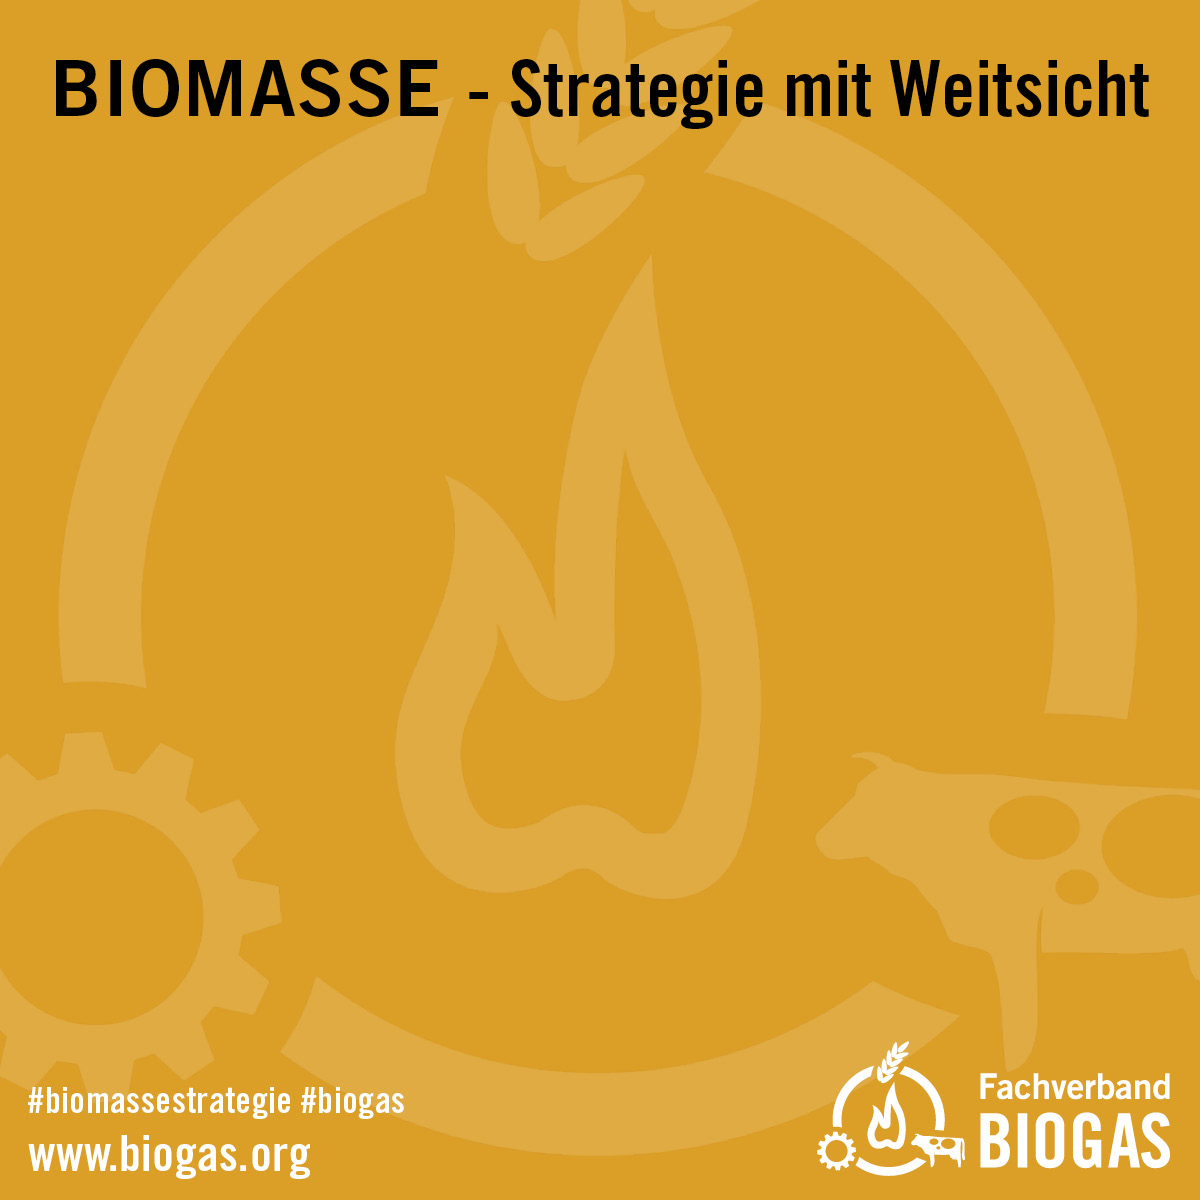 BIOMASSE - Strategie mit Weitsicht
#biomassestrategie #biogas
www.biogas.org
Fachverband
BIOGAS